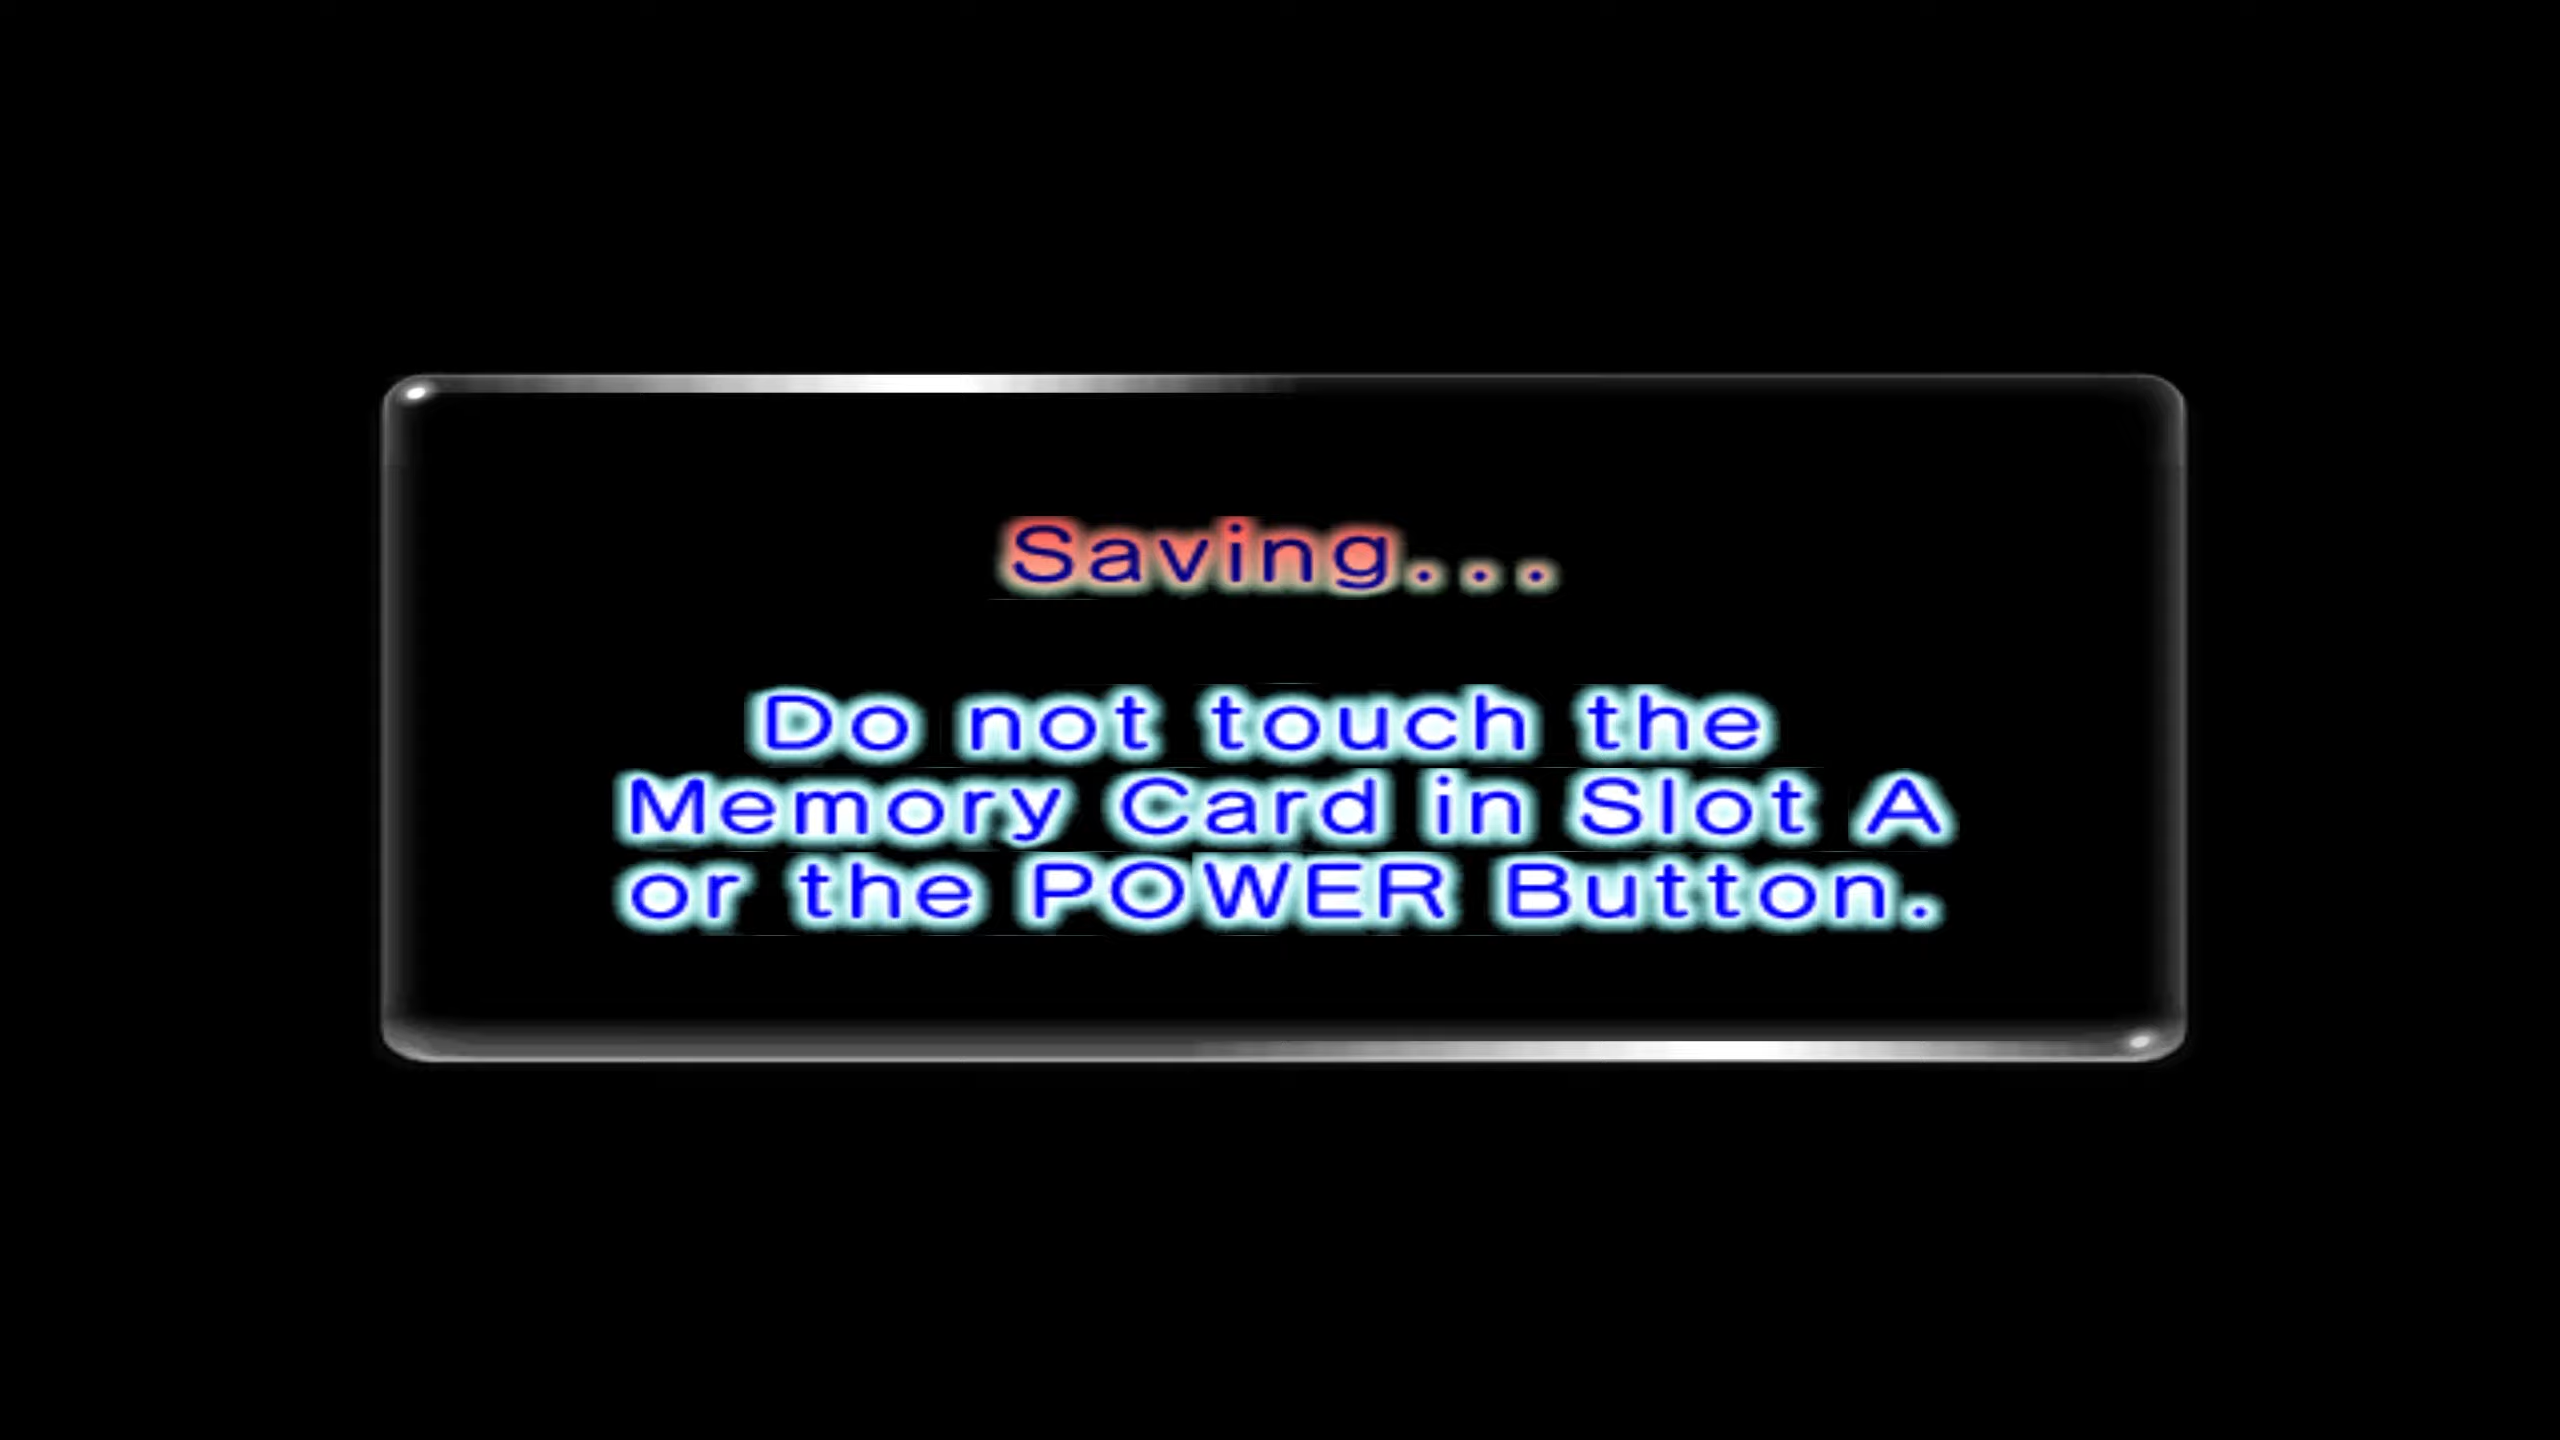 Saving...
Do not touch the
Memory Card in Slot A
or the POWER Button.